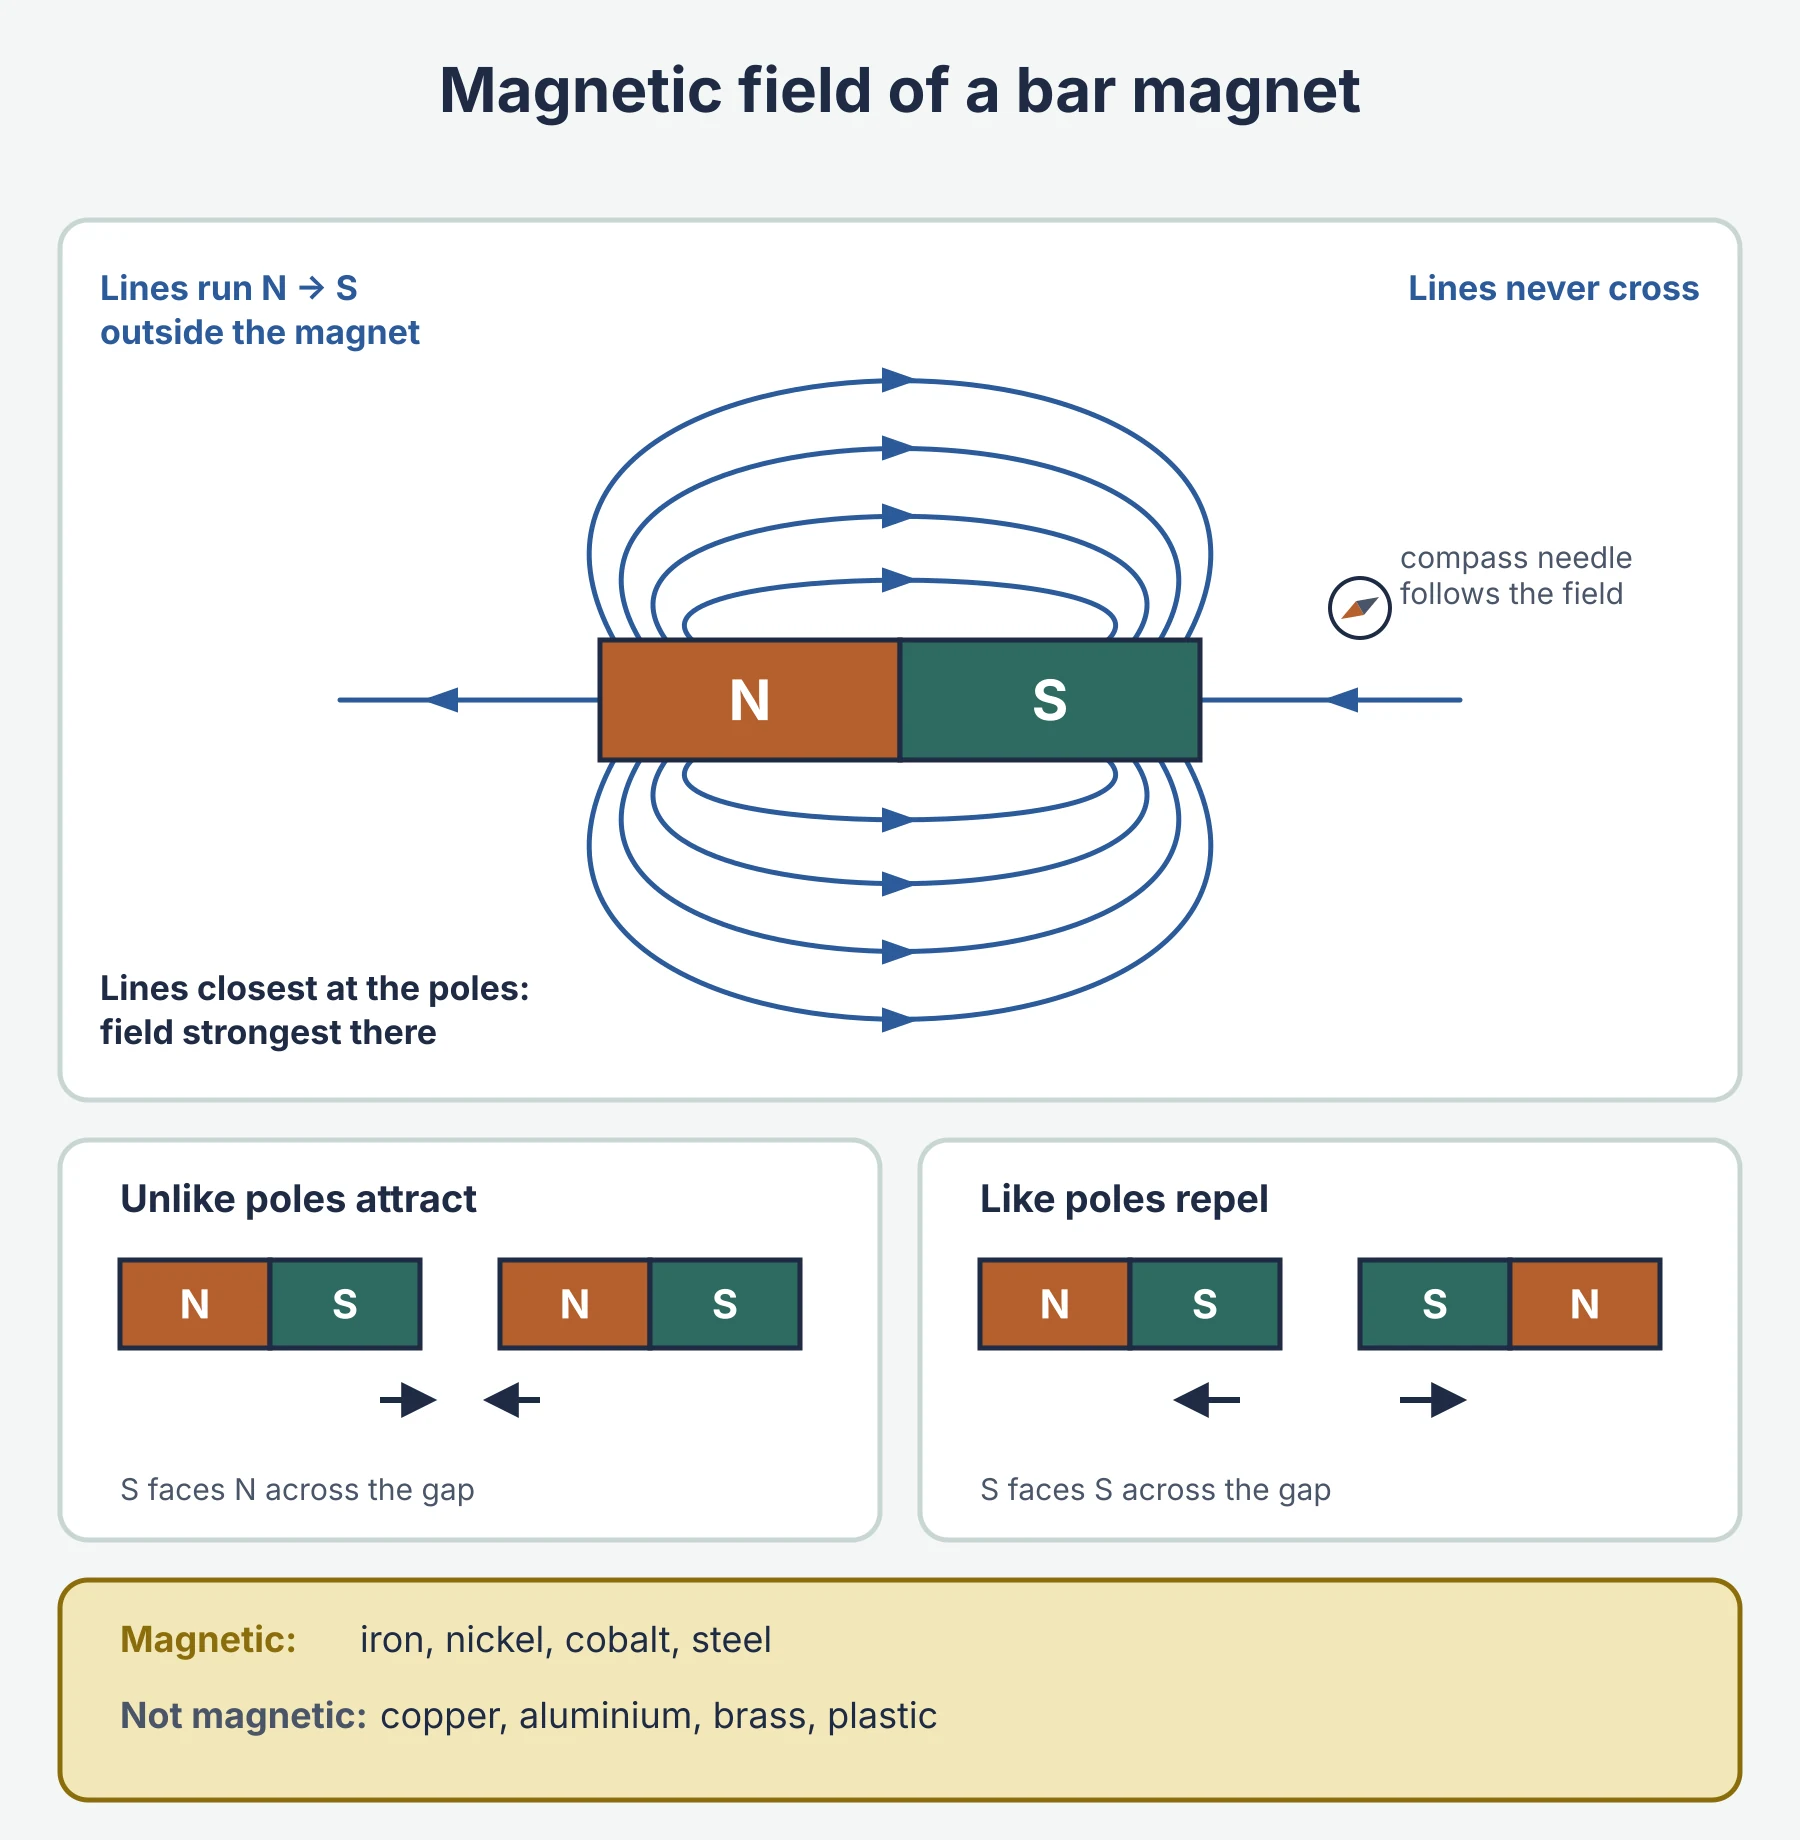 Magnetic field of a bar magnet
Lines run N → S
outside the magnet
Lines never cross
compass needle
follows the field
N S
Lines closest at the poles:
field strongest there
Unlike poles attract
N S N S
S faces N across the gap
Like poles repel
N S S N
S faces S across the gap
Magnetic: iron, nickel, cobalt, steel
Not magnetic: copper, aluminium, brass, plastic